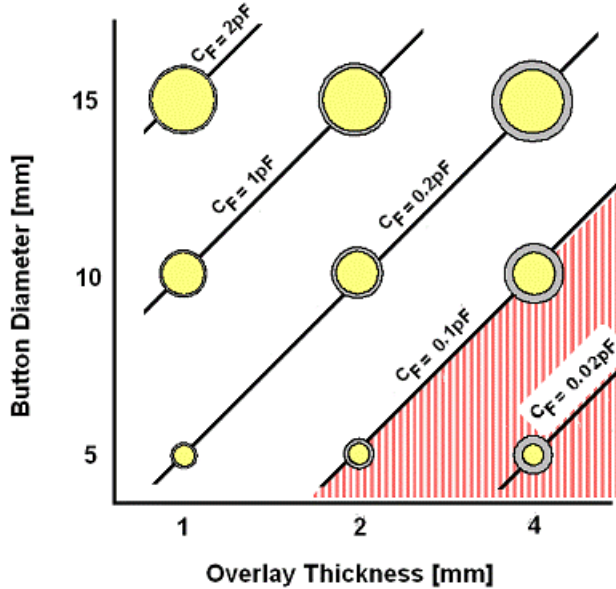 CF = 2pF
15
CF = 1pF
CF = 0.2pF
Button Diameter [mm]
10
CF = 0.1pF
CF = 0.02pF
5
1 2 4
Overlay Thickness [mm]